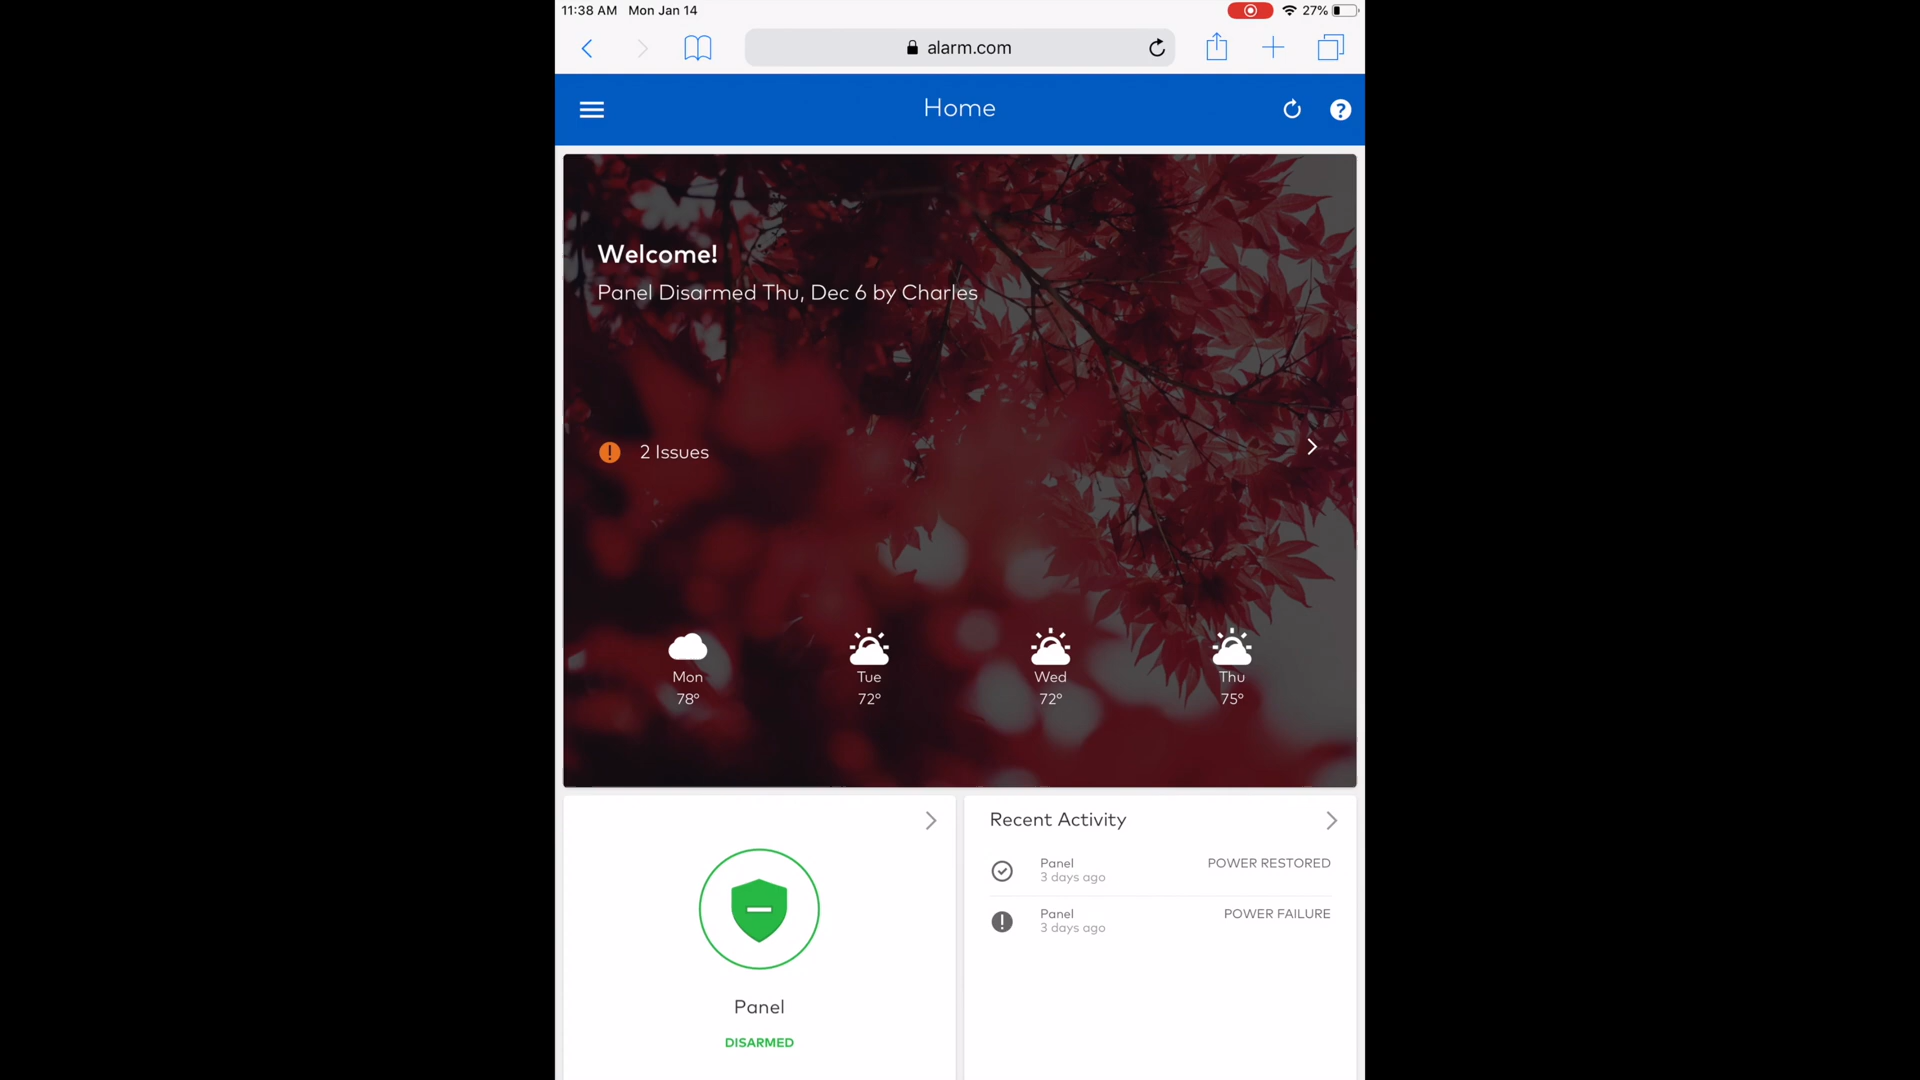 11:38 AM Mon Jan 14
27%
alarm.com
Home
Welcome!
Panel Disarmed Thu, Dec 6 by Charles
2 Issues
Mon Tue Wed Thu
78° 72° 72° 75°
Recent Activity
Panel POWER RESTORED
3 days ago
Panel POWER FAILURE
3 days ago
Panel
DISARMED